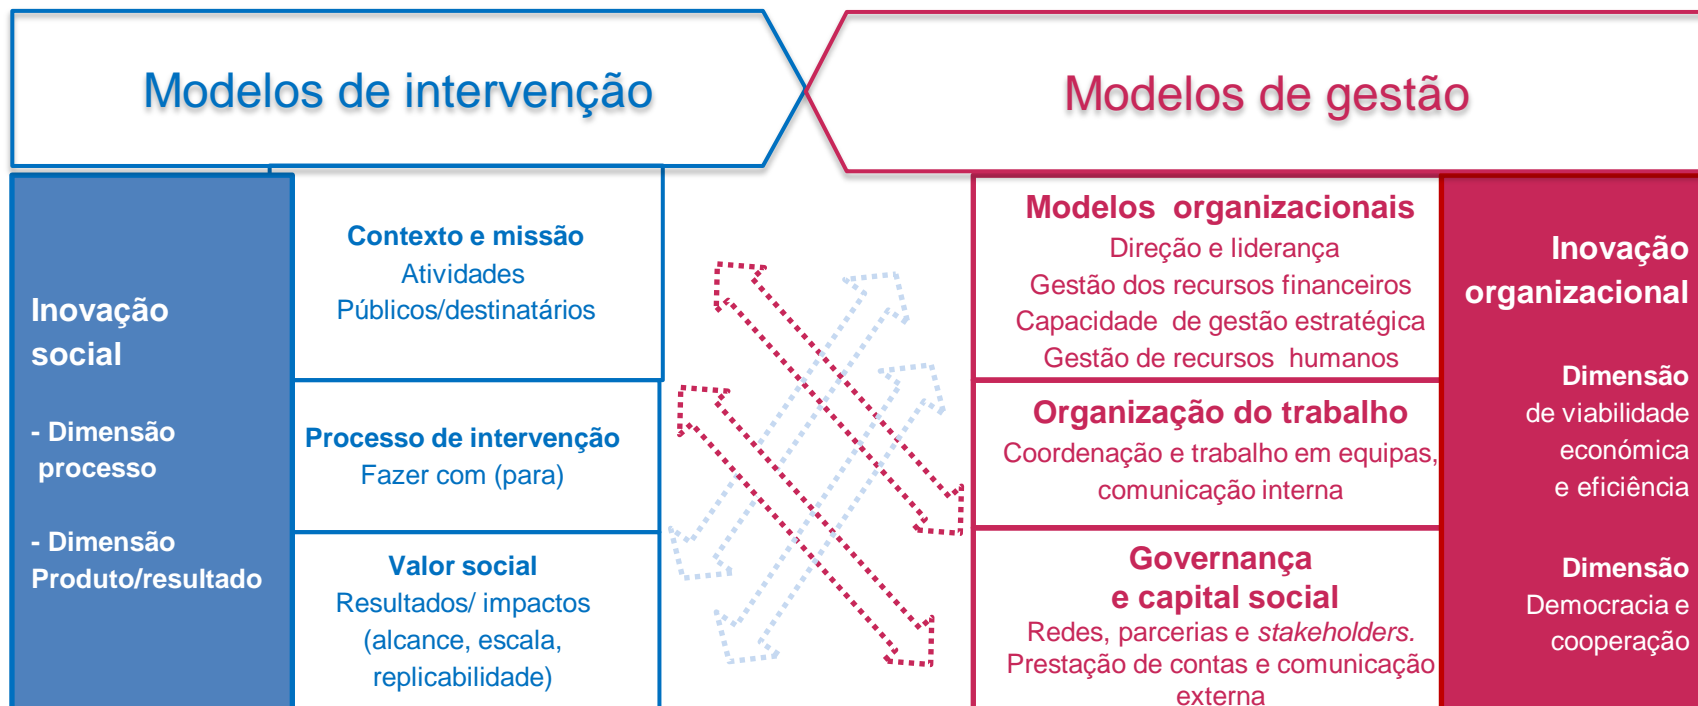 Modelos de intervenção
Modelos de gestão
Inovação
social
- Dimensão
processo
- Dimensão
Produto/resultado
Contexto e missão
Atividades
Públicos/destinatários
Processo de intervenção
Fazer com (para)
Valor social
Resultados/ impactos
(alcance, escala,
replicabilidade)
Modelos organizacionais
Direção e liderança
Gestão dos recursos financeiros
Capacidade de gestão estratégica
Gestão de recursos humanos
Organização do trabalho
Coordenação e trabalho em equipas,
comunicação interna
Governança
e capital social
Redes, parcerias e stakeholders.
Prestação de contas e comunicação
externa
Inovação
organizacional
Dimensão
de viabilidade
económica
e eficiência
Dimensão
Democracia e
cooperação